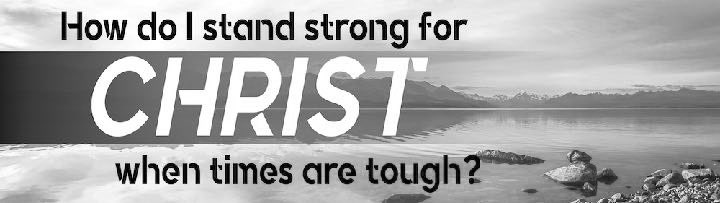 How do I stand strong for
CHRIST
when times are tough?